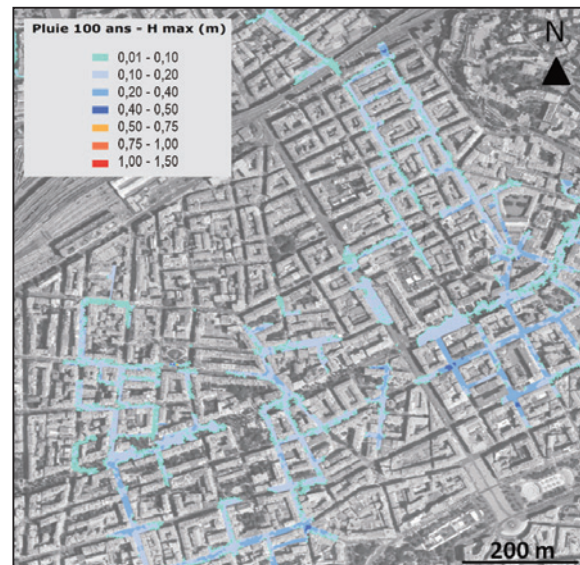 Pluie 100 ans - H max (m)
0,01 - 0,10
0,10 - 0,20
0,20 - 0,40
0,40 - 0,50
0,50 - 0,75
0,75 - 1,00
1,00 - 1,50
N
200 m